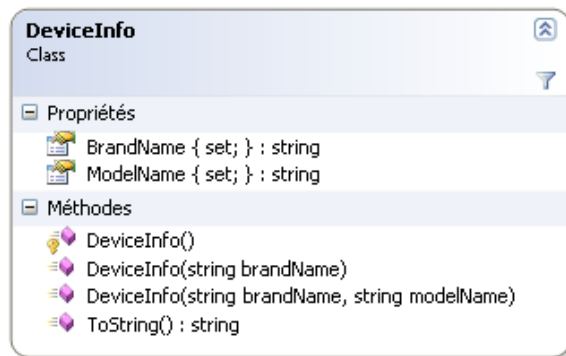 DeviceInfo
Class
Propriétés
BrandName { set; } : string
ModelName { set; } : string
Méthodes
DeviceInfo()
DeviceInfo(string brandName)
DeviceInfo(string brandName, string modelName)
ToString() : string